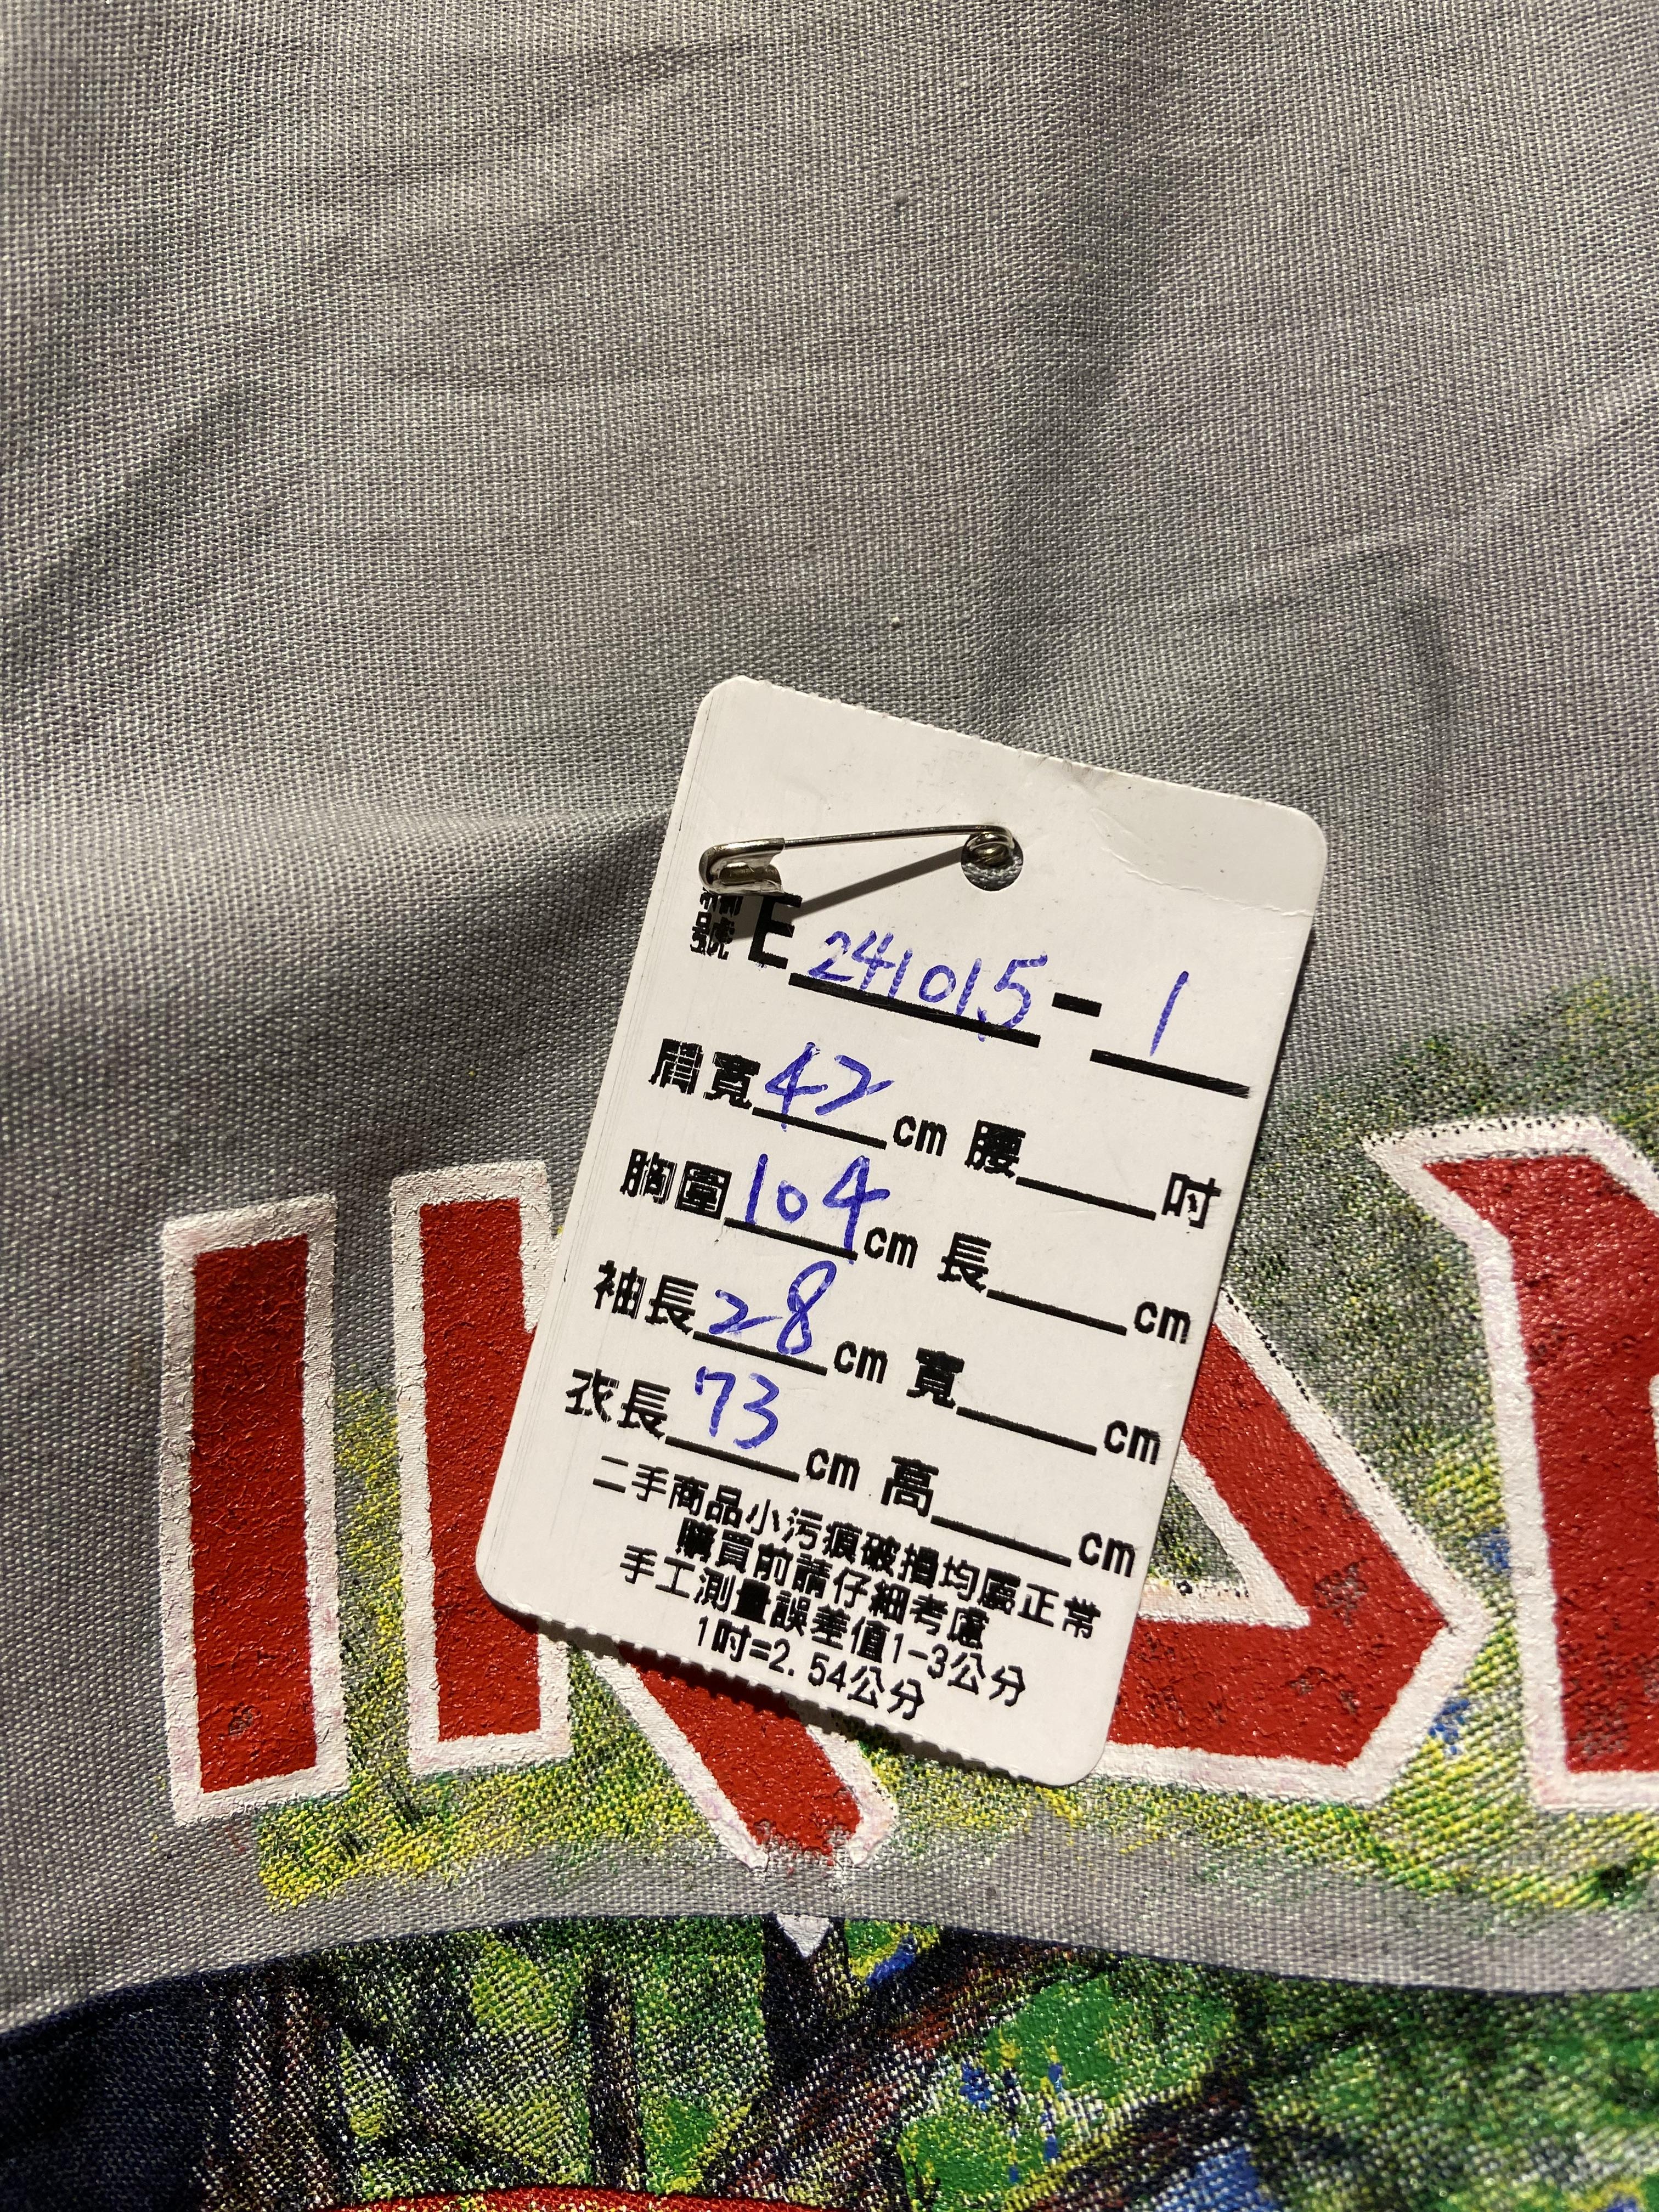 編號 E 241015 - 1
肩寬 42 cm 腰 吋
胸圍 104 cm 長 cm
袖長 28 cm 寬 cm
衣長 73 cm 高 cm
二手商品小污痕破損均屬正常
購買前請仔細考慮
手工測量誤差值1-3公分
1吋=2.54公分